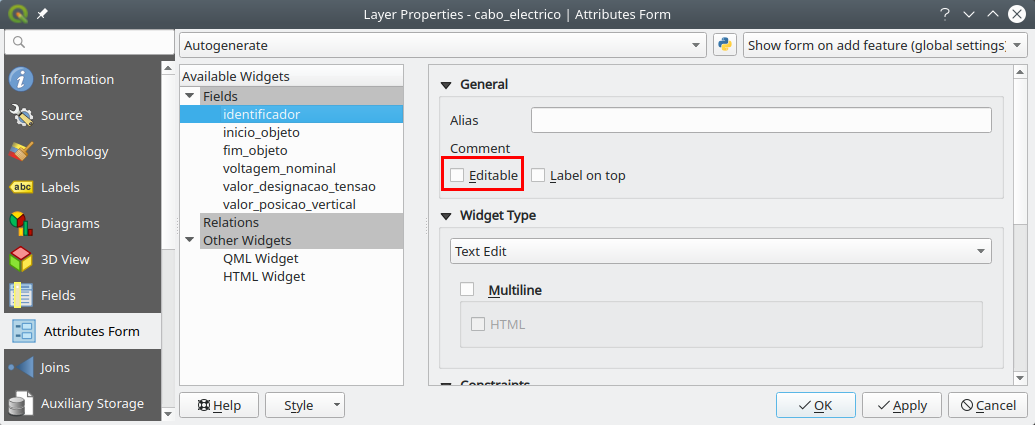 Layer Properties - cabo_electrico | Attributes Form
Autogenerate
Show form on add feature (global settings)
Information
Source
Symbology
abc Labels
Diagrams
3D View
Fields
Attributes Form
Joins
Auxiliary Storage
Available Widgets
Fields
identificador
inicio_objeto
fim_objeto
voltagem_nominal
valor_designacao_tensao
valor_posicao_vertical
Relations
Other Widgets
QML Widget
HTML Widget
General
Alias
Comment
Editable Label on top
Widget Type
Text Edit
Multiline
HTML
Constraints
Help Style OK Apply Cancel